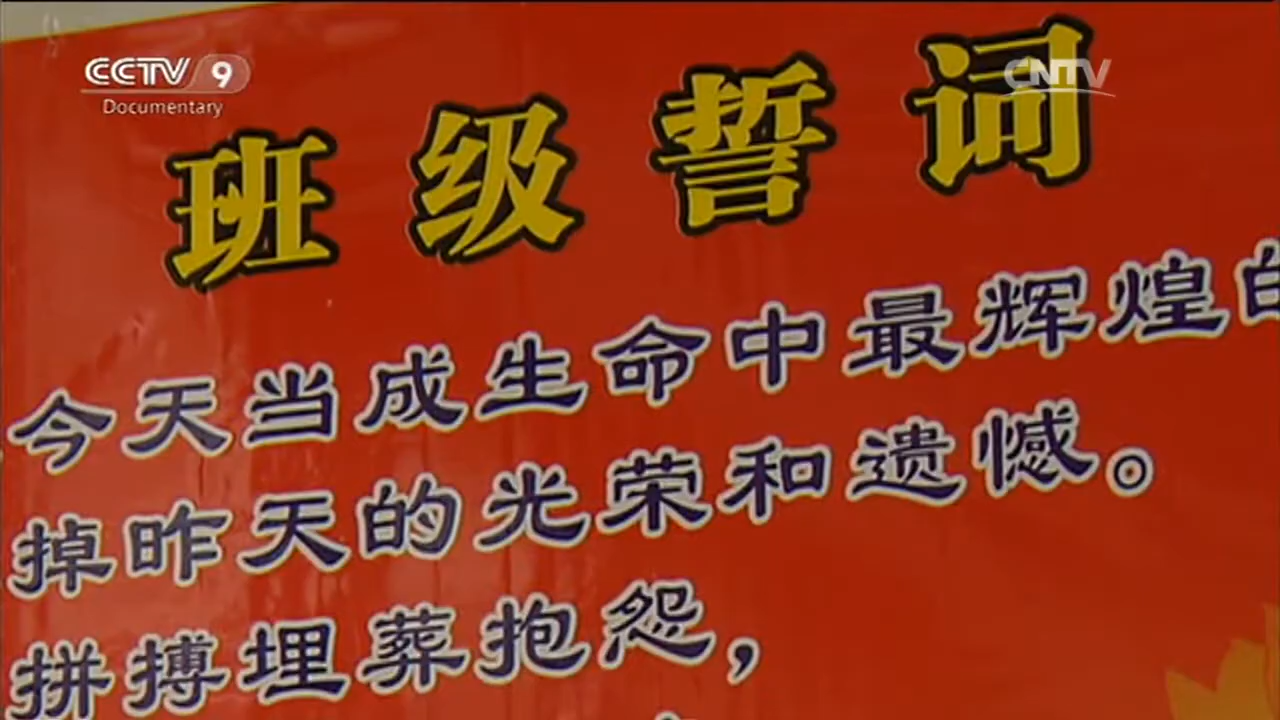 CCTV 9
Documentary
CNTV
班级誓词
今天当成生命中最辉煌的
掉昨天的光荣和遗憾。
拼搏埋葬抱怨，